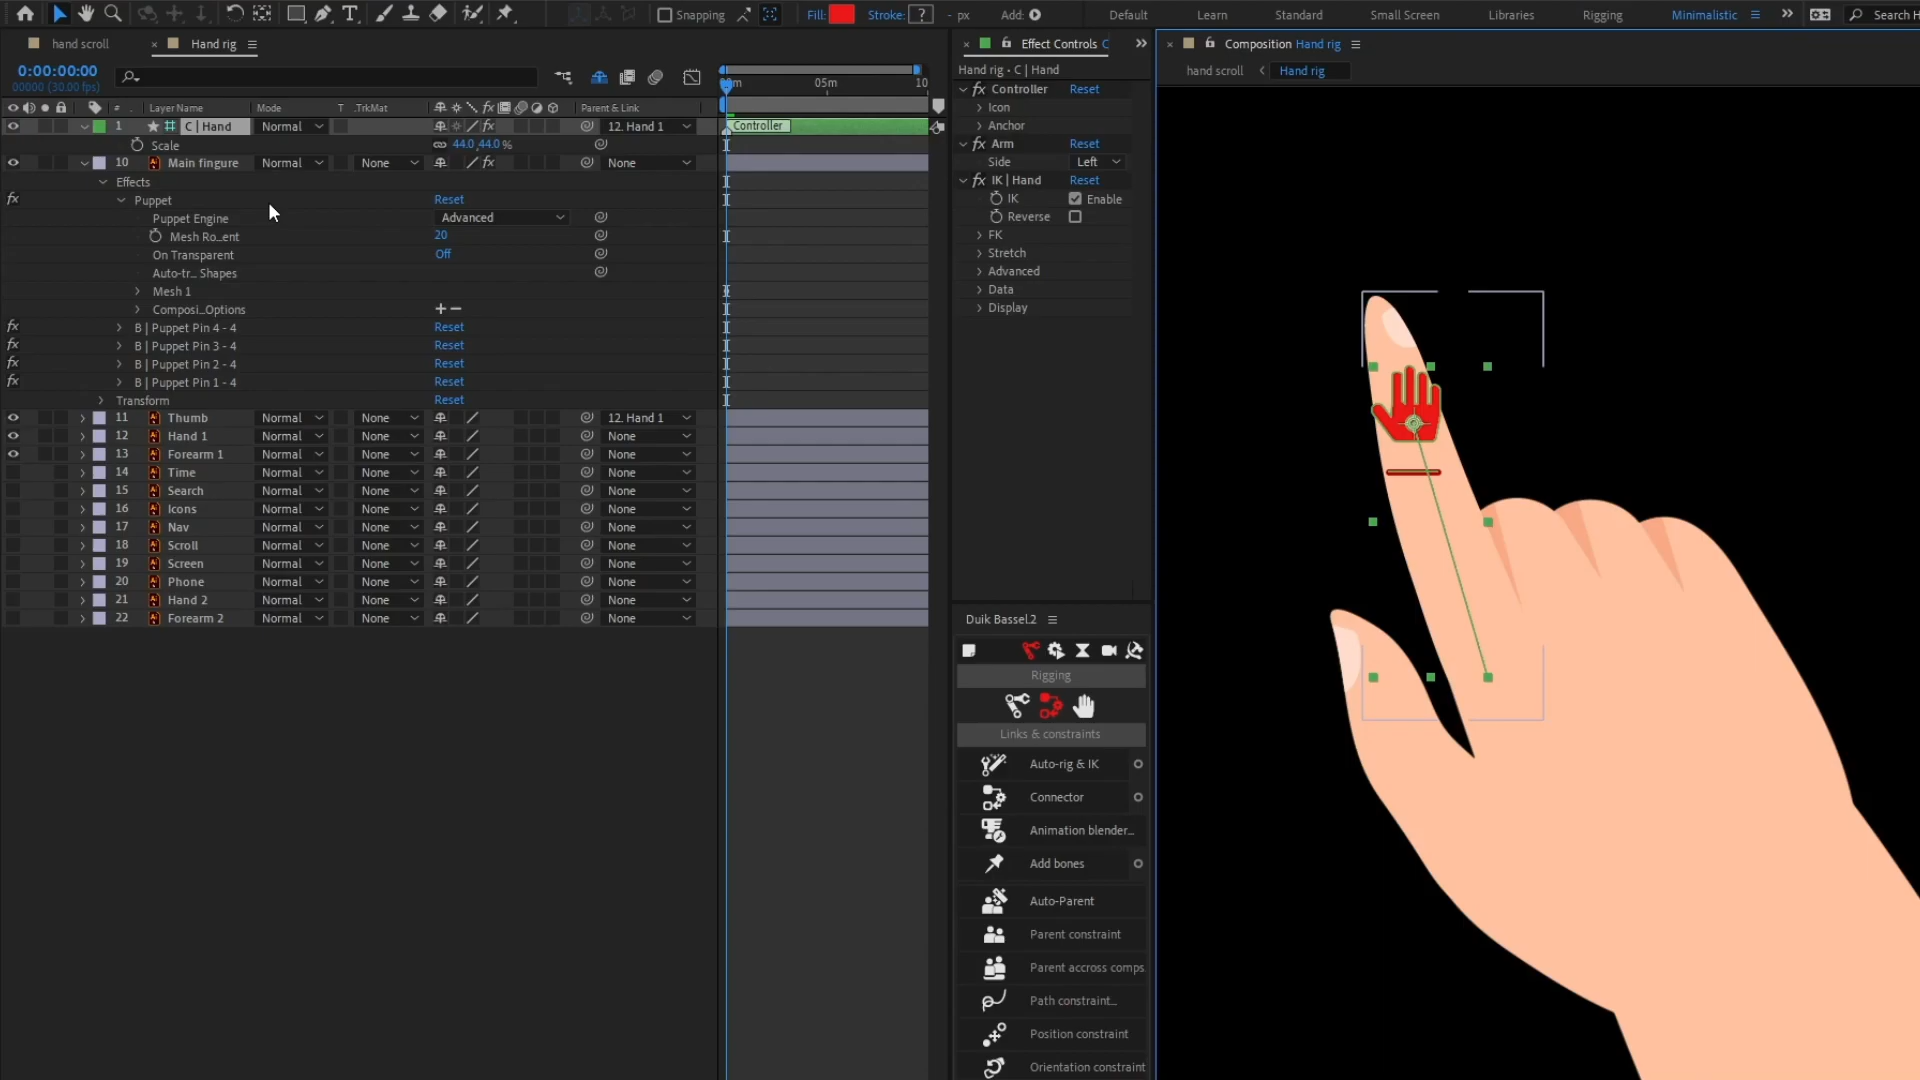 Snapping Fill: Stroke: ? - px Add: Default Learn Standard Small Screen Libraries Rigging Minimalistic Search H
hand scroll Hand rig
0:00:00:00
00000 (30.00 fps)
05m 10
# . Layer Name Mode T .TrkMat Parent & Link
1 C | Hand Normal 12. Hand 1 Controller
Scale 44.0,44.0 %
10 Main fingure Normal None None
Effects
Puppet Reset
Puppet Engine Advanced
Mesh Ro...ent 20
On Transparent Off
Auto-tr... Shapes
Mesh 1
Composi...Options + −
B | Puppet Pin 4 - 4 Reset
B | Puppet Pin 3 - 4 Reset
B | Puppet Pin 2 - 4 Reset
B | Puppet Pin 1 - 4 Reset
Transform Reset
11 Thumb Normal None 12. Hand 1
12 Hand 1 Normal None None
13 Forearm 1 Normal None None
14 Time Normal None None
15 Search Normal None None
16 Icons Normal None None
17 Nav Normal None None
18 Scroll Normal None None
19 Screen Normal None None
20 Phone Normal None None
21 Hand 2 Normal None None
22 Forearm 2 Normal None None
Effect Controls C
Hand rig • C | Hand
fx Controller Reset
Icon
Anchor
fx Arm Reset
Side Left
fx IK | Hand Reset
IK Enable
Reverse
FK
Stretch
Advanced
Data
Display
Duik Bassel.2
Rigging
Links & constraints
Auto-rig & IK
Connector
Animation blender...
Add bones
Auto-Parent
Parent constraint
Parent accross comps
Path constraint...
Position constraint
Orientation constraint
Composition Hand rig
hand scroll Hand rig